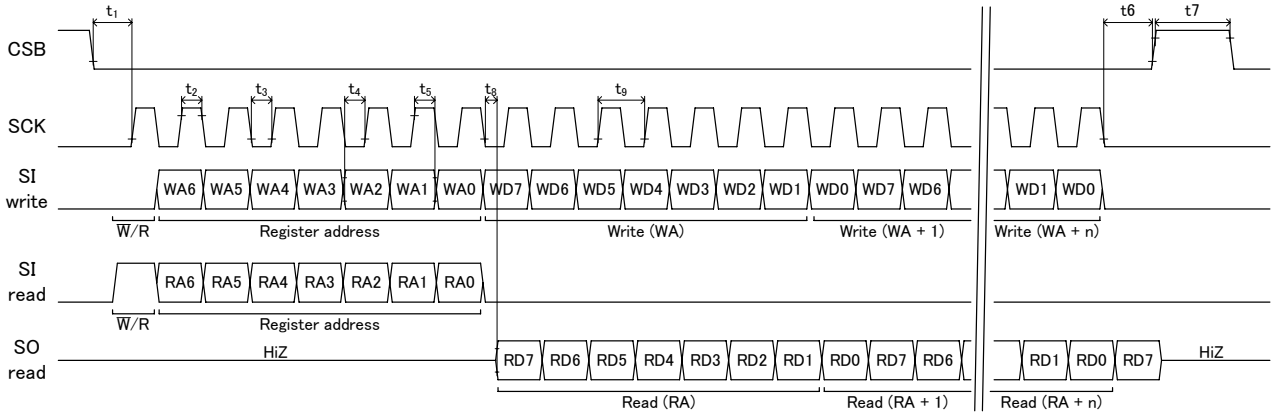 t1 t6 t7
CSB
t2 t3 t4 t5 t8 t9
SCK
SI write WA6 WA5 WA4 WA3 WA2 WA1 WA0 WD7 WD6 WD5 WD4 WD3 WD2 WD1 WD0 WD7 WD6 WD1 WD0
W̅/R Register address Write (WA) Write (WA + 1) Write (WA + n)
SI read RA6 RA5 RA4 RA3 RA2 RA1 RA0
W̅/R Register address
SO read HiZ RD7 RD6 RD5 RD4 RD3 RD2 RD1 RD0 RD7 RD6 RD1 RD0 RD7 HiZ
Read (RA) Read (RA + 1) Read (RA + n)